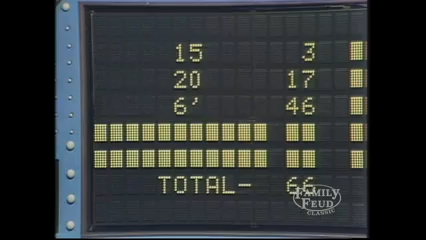 15 3
20 17
6' 46
TOTAL- 66
FAMILY
FEUD
CLASSIC